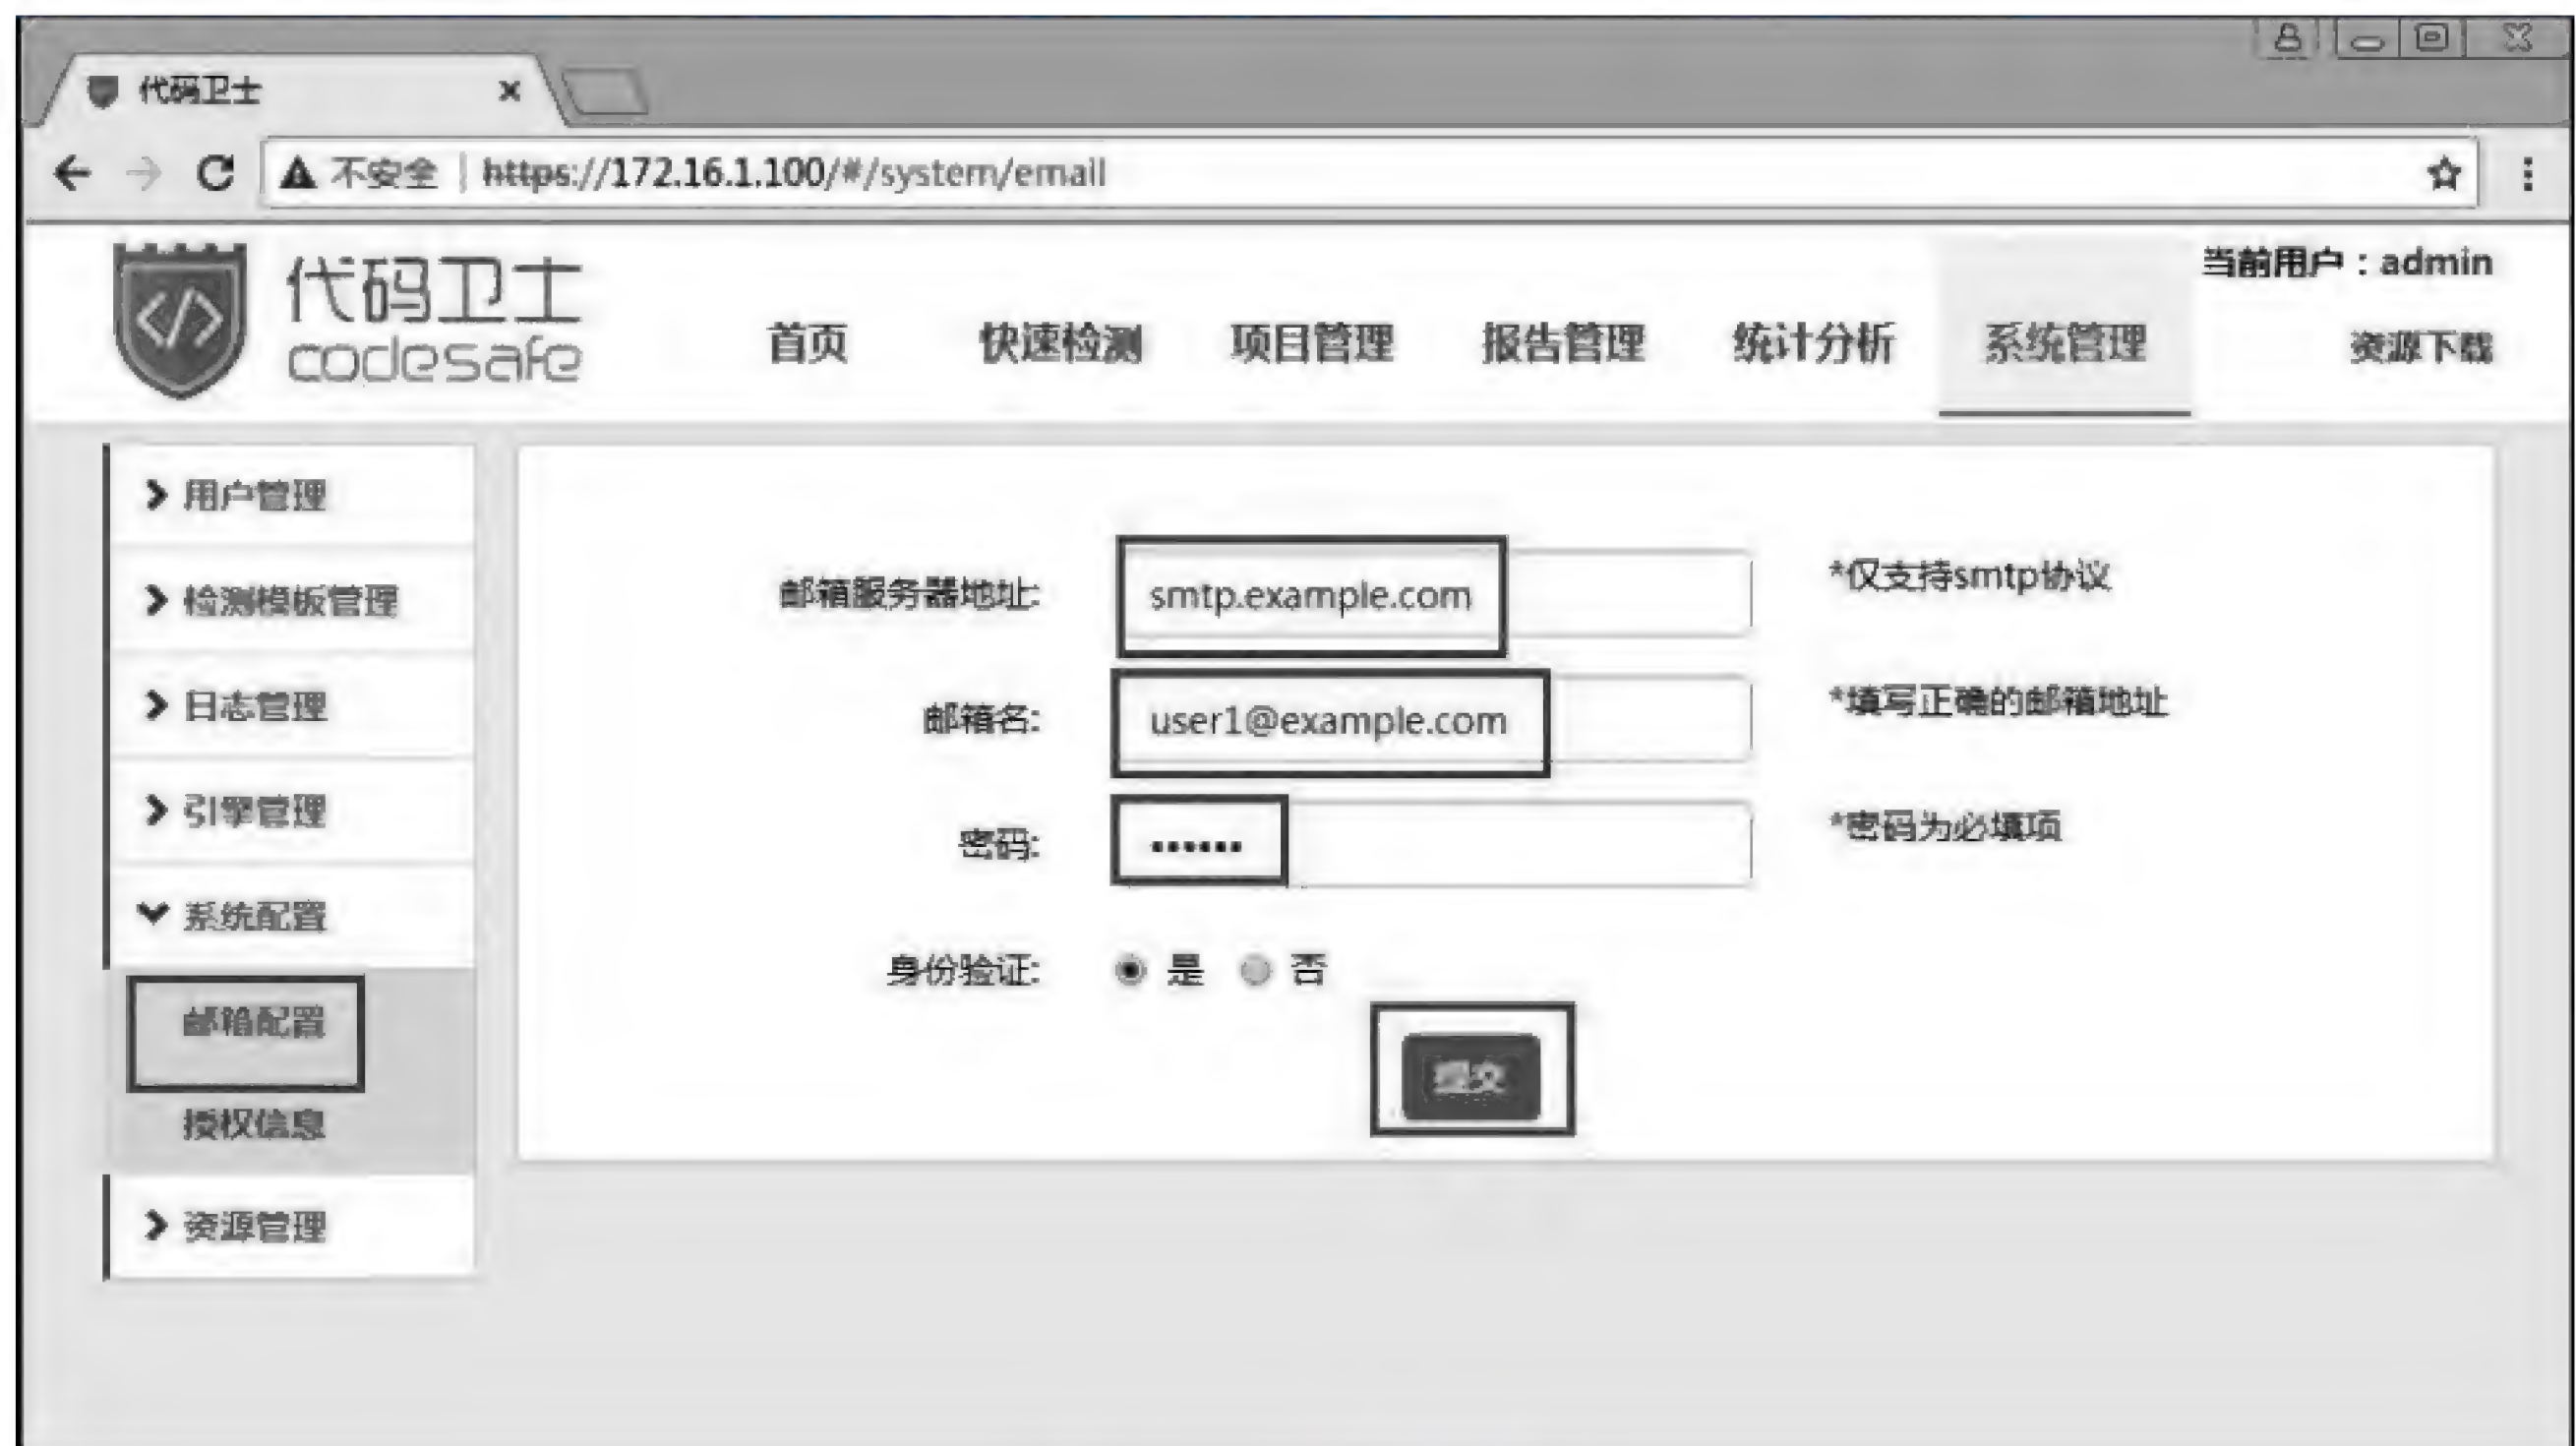 代码卫士
不安全 | https://172.16.1.100/#/system/email
代码卫士
codesafe
当前用户：admin
首页 快速检测 项目管理 报告管理 统计分析 系统管理 资源下载
用户管理
检测模板管理
日志管理
引擎管理
系统配置
邮箱配置
授权信息
资源管理
邮箱服务器地址: smtp.example.com *仅支持smtp协议
邮箱名: user1@example.com *填写正确的邮箱地址
密码: •••••• *密码为必填项
身份验证: 是 否
提交